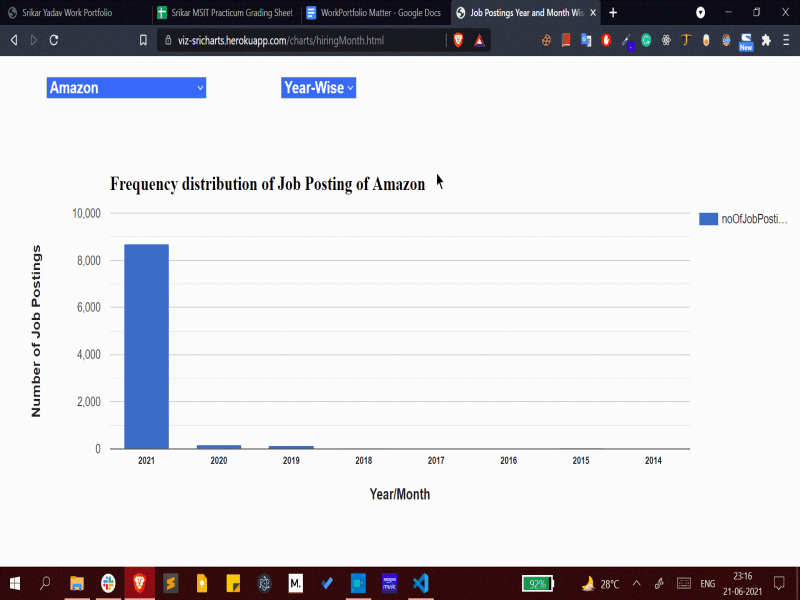 Srikar Yadav Work Portfolio
Srikar MSIT Practicum Grading Sheet
WorkPortfolio Matter - Google Docs
Job Postings Year and Month Wis
viz-sricharts.herokuapp.com/charts/hiringMonth.html
New
Amazon
Year-Wise
Frequency distribution of Job Posting of Amazon
noOfJobPosti...
Number of Job Postings
10,000
8,000
6,000
4,000
2,000
0
2021 2020 2019 2018 2017 2016 2015 2014
Year/Month
M.
amazon music
92%
28°C
ENG
23:16
21-06-2021